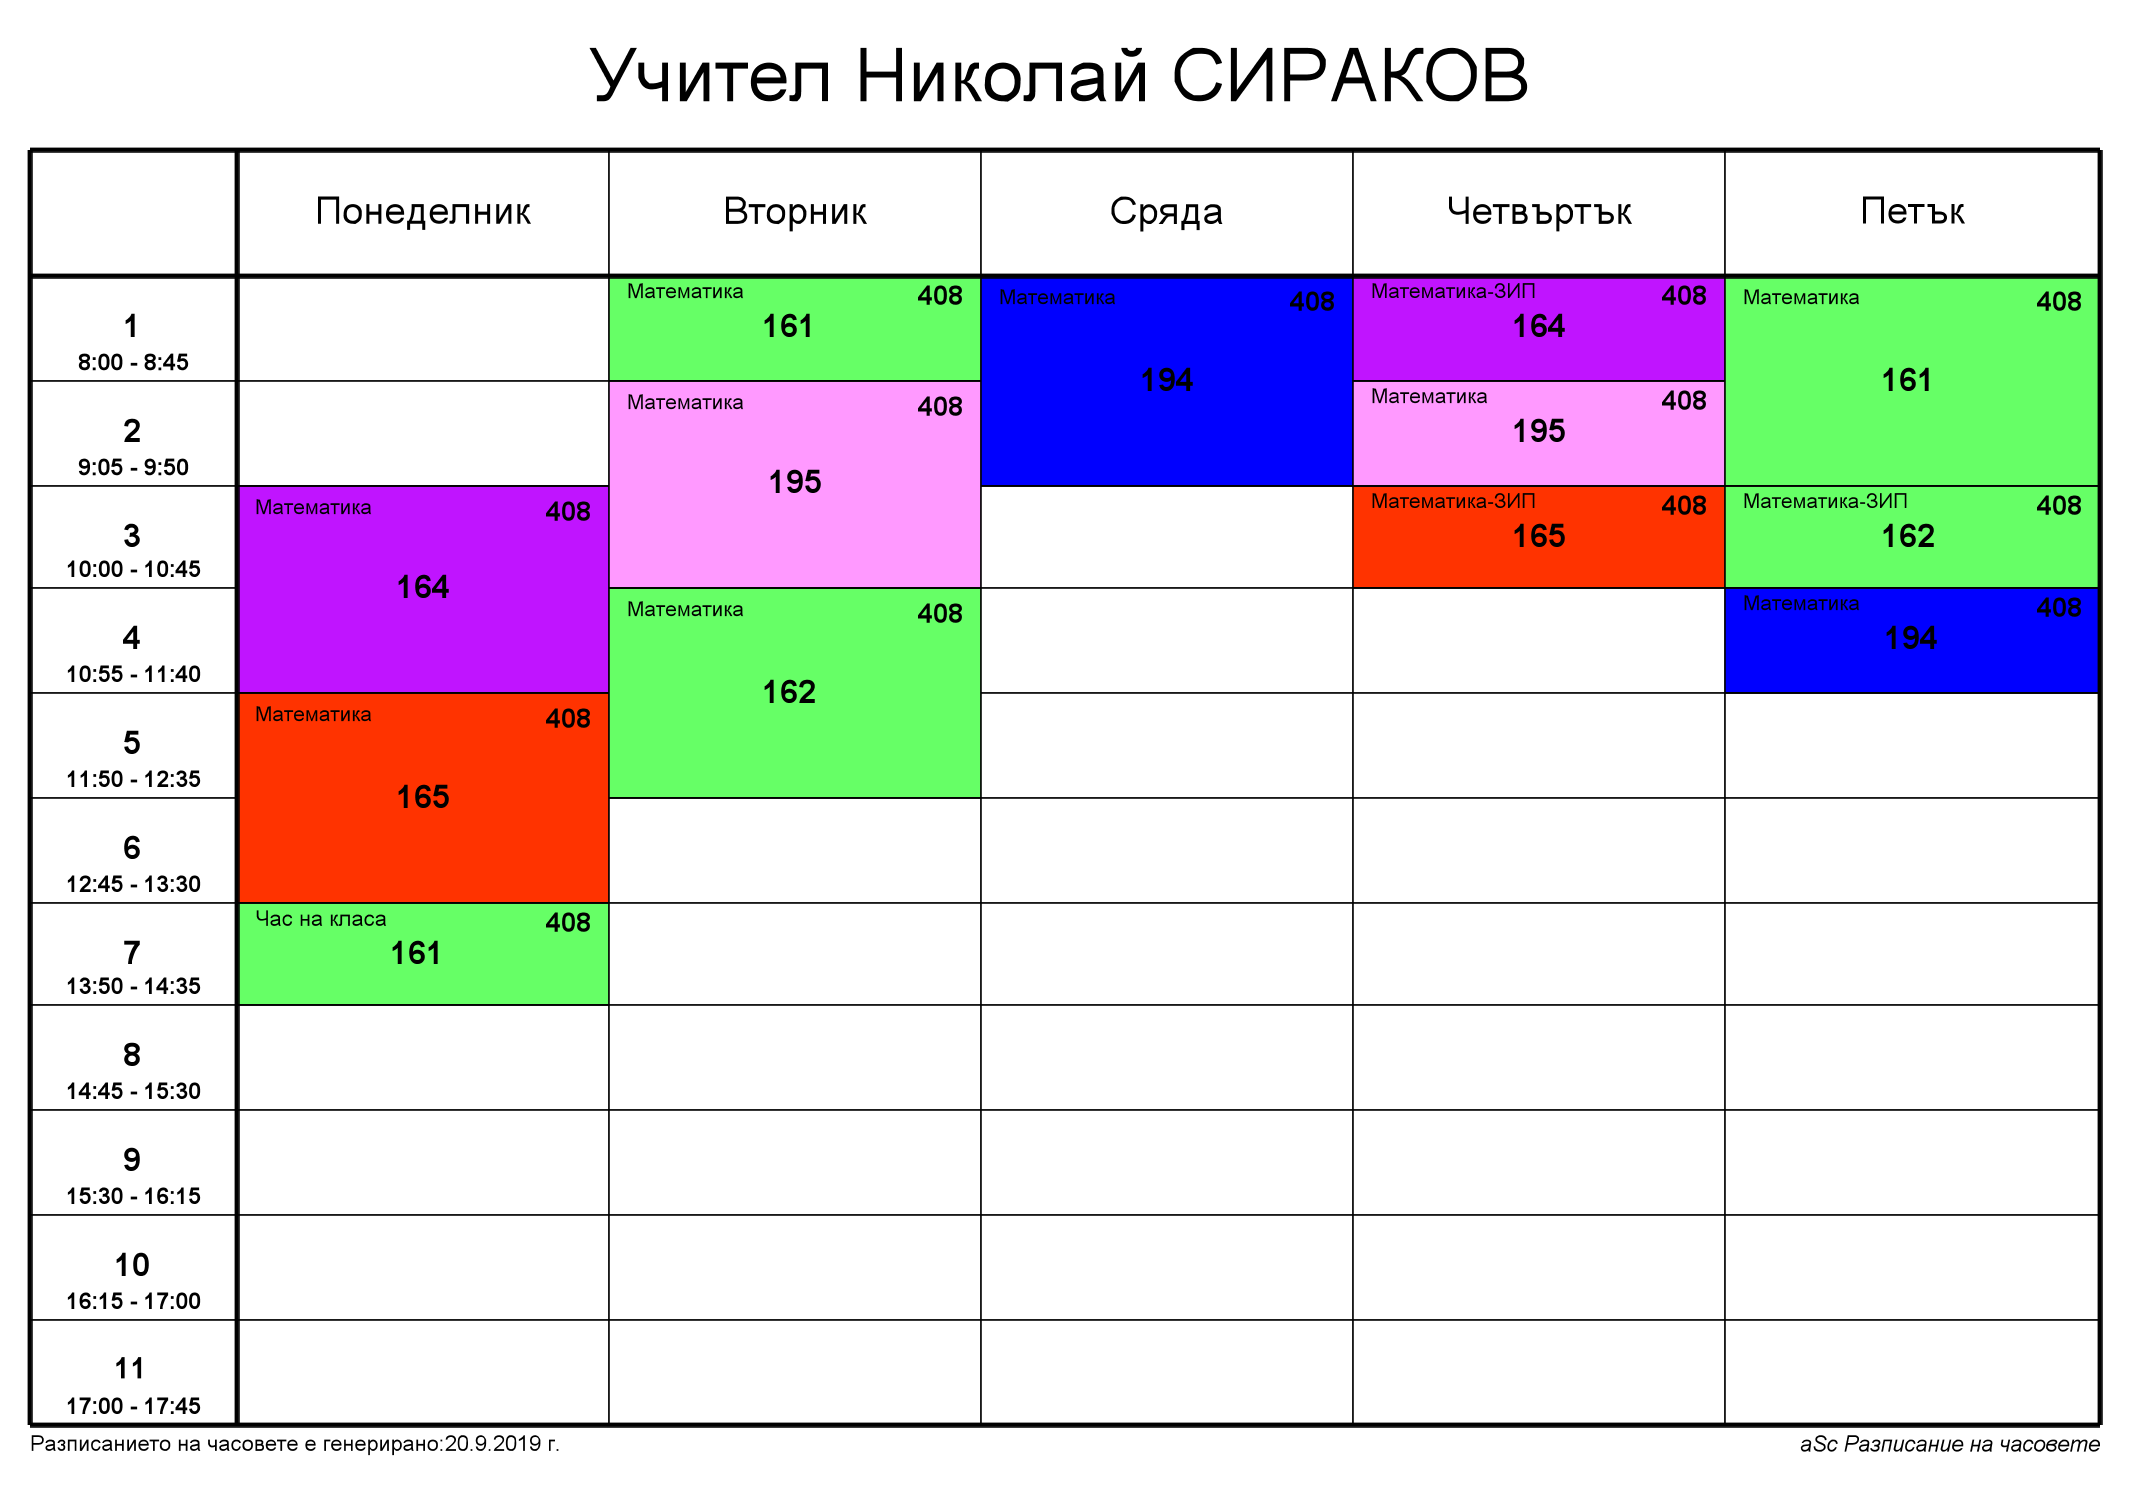 Учител Николай СИРАКОВ
Понеделник Вторник Сряда Четвъртък Петък
1
8:00 - 8:45
Математика 408
161
Математика 408
194
Математика-ЗИП 408
164
Математика 408
161
2
9:05 - 9:50
Математика 408
195
Математика 408
195
3
10:00 - 10:45
Математика 408
164
Математика-ЗИП 408
165
Математика-ЗИП 408
162
4
10:55 - 11:40
Математика 408
162
Математика 408
194
5
11:50 - 12:35
Математика 408
165
6
12:45 - 13:30
7
13:50 - 14:35
Час на класа 408
161
8
14:45 - 15:30
9
15:30 - 16:15
10
16:15 - 17:00
11
17:00 - 17:45
Разписанието на часовете е генерирано:20.9.2019 г.
aSc Разписание на часовете